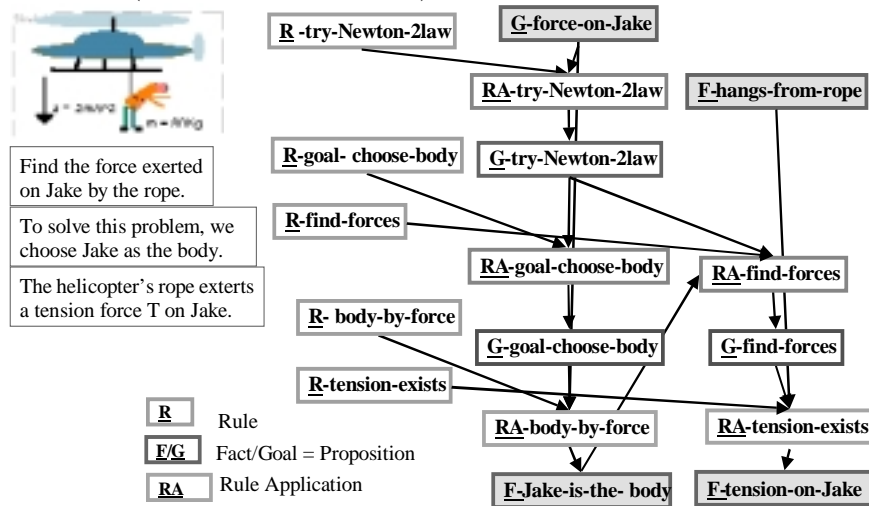 R -try-Newton-2law
G-force-on-Jake
RA-try-Newton-2law
F-hangs-from-rope
R-goal- choose-body
G-try-Newton-2law
Find the force exerted
on Jake by the rope.
R-find-forces
To solve this problem, we
choose Jake as the body.
RA-goal-choose-body
RA-find-forces
The helicopter's rope exterts
a tension force T on Jake.
R- body-by-force
G-goal-choose-body
G-find-forces
R-tension-exists
RA-body-by-force
RA-tension-exists
R
Rule
F/G
Fact/Goal = Proposition
RA
Rule Application
F-Jake-is-the- body
F-tension-on-Jake